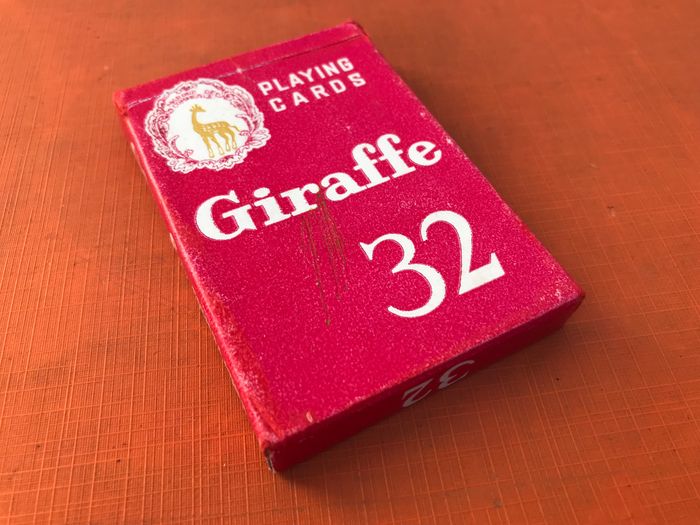 PLAYING
CARDS
Giraffe
32
32